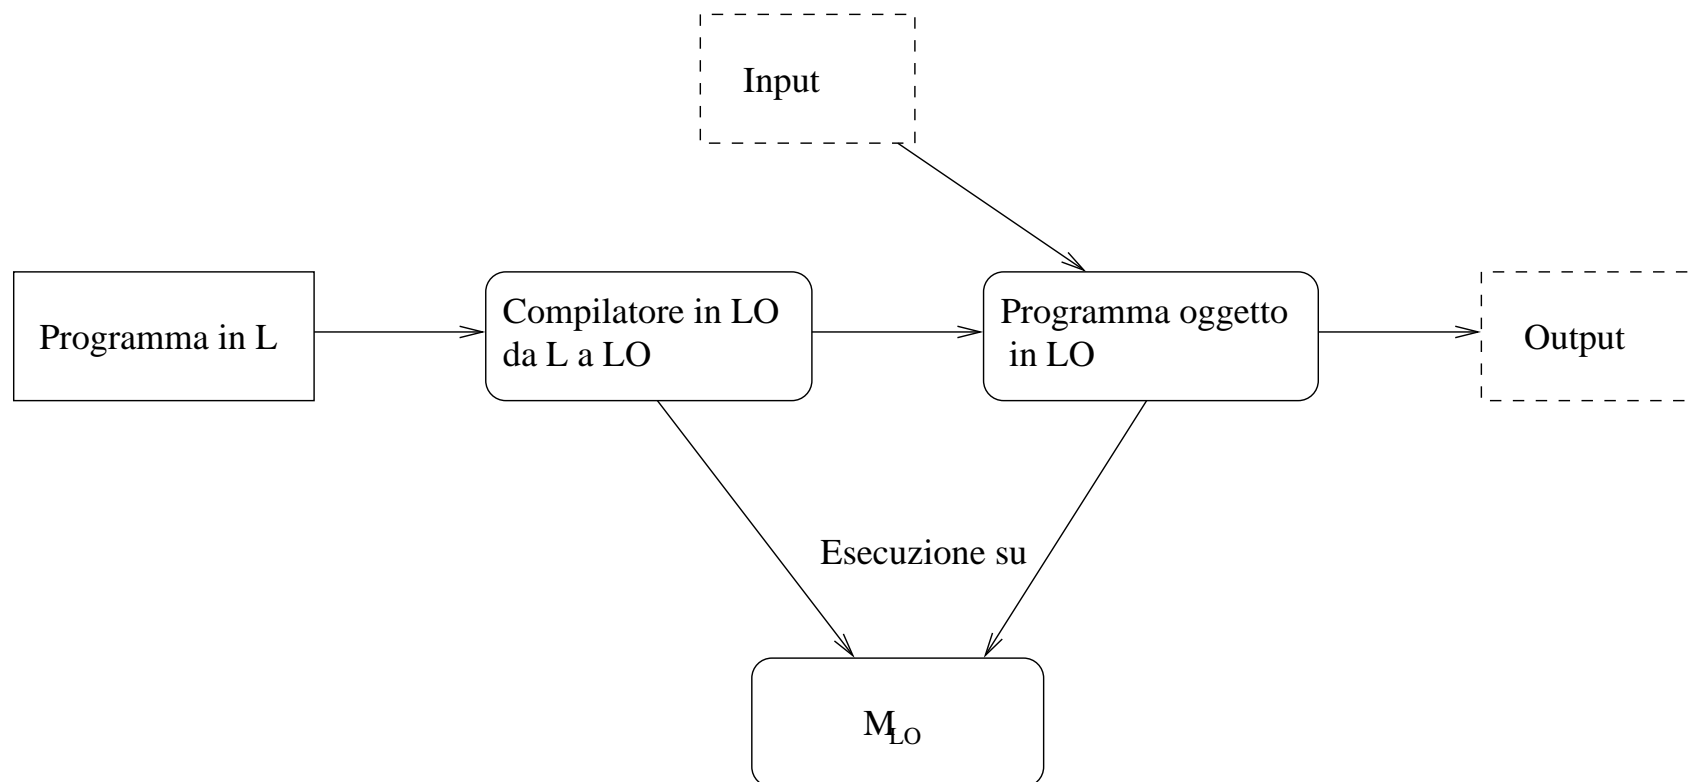 Input
Programma in L
Compilatore in LO
da L a LO
Programma oggetto
in LO
Output
Esecuzione su
MLO